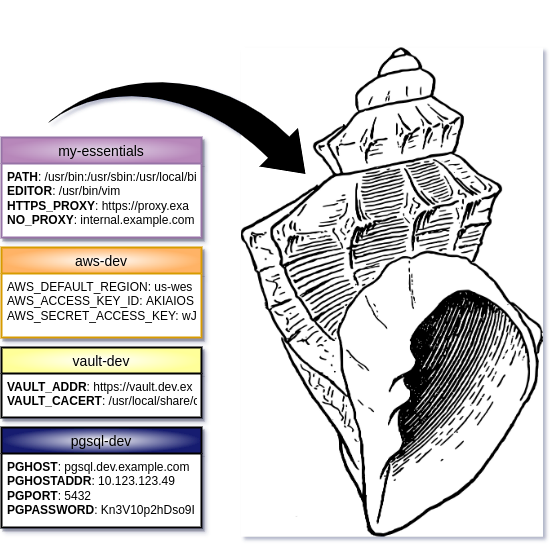 my-essentials
PATH: /usr/bin:/usr/sbin:/usr/local/bi
EDITOR: /usr/bin/vim
HTTPS_PROXY: https://proxy.exa
NO_PROXY: internal.example.com
aws-dev
AWS_DEFAULT_REGION: us-wes
AWS_ACCESS_KEY_ID: AKIAIOS
AWS_SECRET_ACCESS_KEY: wJ
vault-dev
VAULT_ADDR: https://vault.dev.ex
VAULT_CACERT: /usr/local/share/c
pgsql-dev
PGHOST: pgsql.dev.example.com
PGHOSTADDR: 10.123.123.49
PGPORT: 5432
PGPASSWORD: Kn3V10p2hDso9l